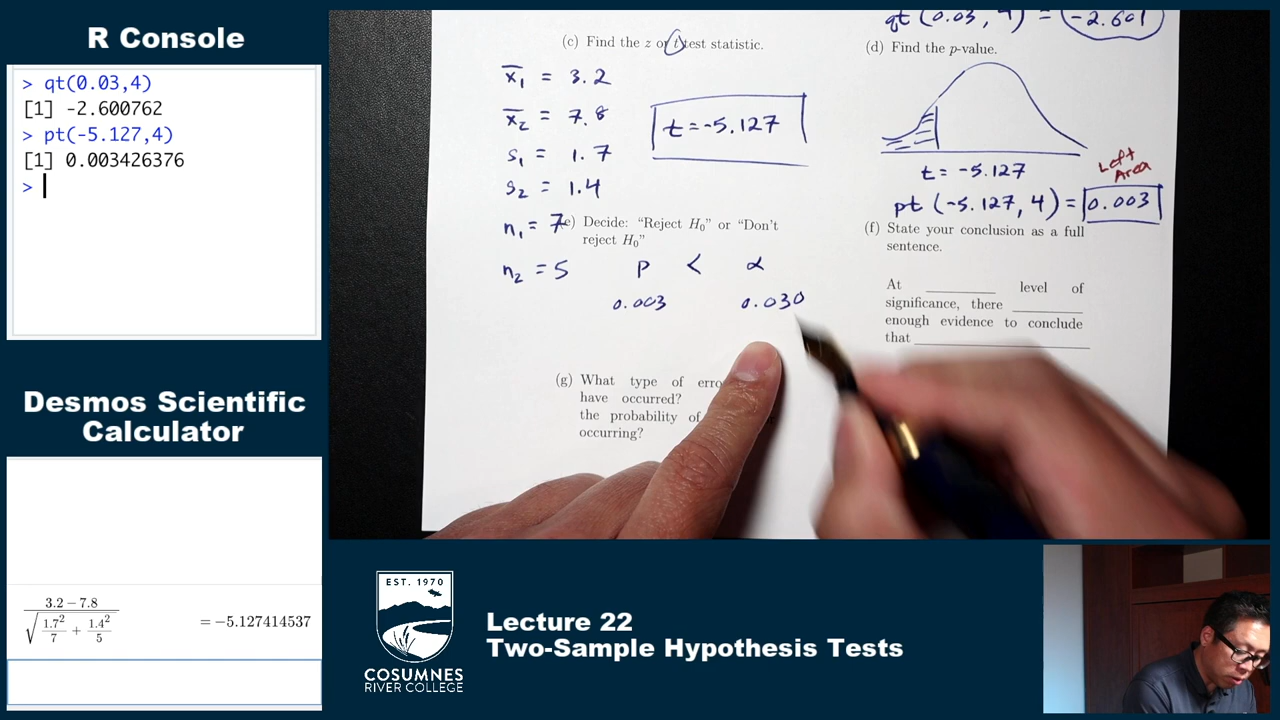 R Console
> qt(0.03,4)
[1] -2.600762
> pt(-5.127,4)
[1] 0.003426376
>
Desmos Scientific
Calculator
3.2 − 7.8
√ 1.7² / 7 + 1.4² / 5
= −5.127414537
qt (0.03, 4) = -2.601
(c) Find the z or t test statistic.
x̄₁ = 3.2
x̄₂ = 7.8
s₁ = 1.7
s₂ = 1.4
n₁ = 7
n₂ = 5
t = -5.127
(d) Find the p-value.
t = -5.127
Left
Area
pt (-5.127, 4) = 0.003
e) Decide: “Reject H₀” or “Don’t
reject H₀”
p < α
0.003 0.030
(f) State your conclusion as a full
sentence.
At ________ level of
significance, there ________
enough evidence to conclude
that ____________________
(g) What type of erro
have occurred?
the probability of
occurring?
EST. 1970
COSUMNES
RIVER COLLEGE
Lecture 22
Two-Sample Hypothesis Tests